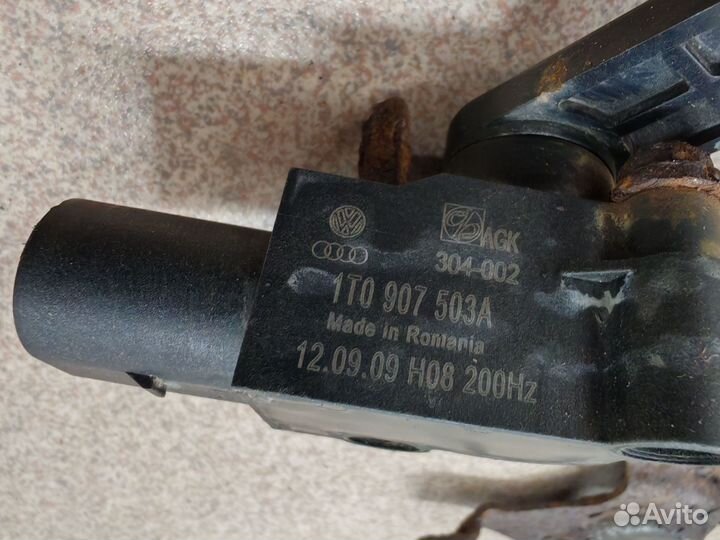 AGK
304-002
1T0 907 503A
Made in Romania
12.09.09 H08 200Hz
Avito